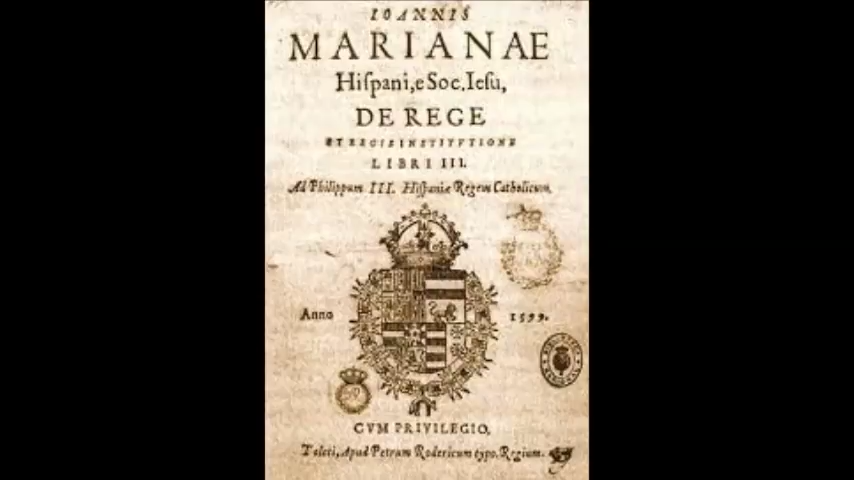 IOANNIS
MARIANAE
Hiſpani, e Soc. Ieſu,
DE REGE
ET REGIS INSTITVTIONE
LIBRI III.
Ad Philippum III. Hiſpaniæ Regem Catholicum.
Anno 1599.
CVM PRIVILEGIO,
Toleti, Apud Petrum Rodericum typo. Regium.